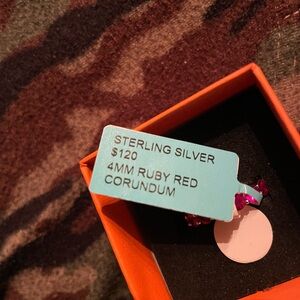 STERLING SILVER
$120
4MM RUBY RED
CORUNDUM